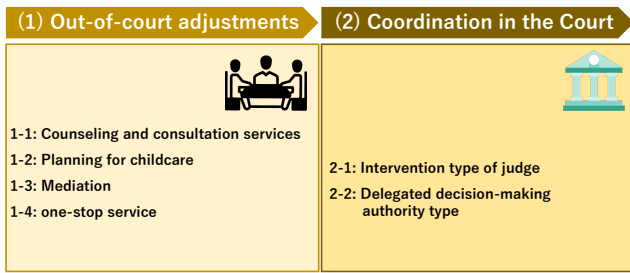 (1) Out-of-court adjustments
(2) Coordination in the Court
1-1: Counseling and consultation services
1-2: Planning for childcare
1-3: Mediation
1-4: one-stop service
2-1: Intervention type of judge
2-2: Delegated decision-making
authority type